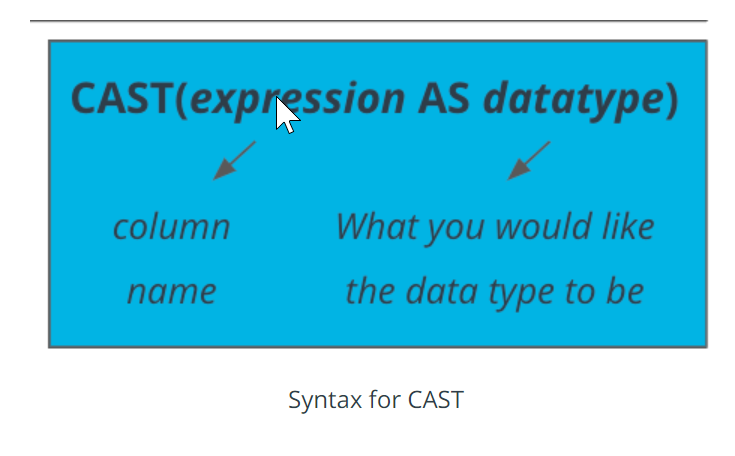 CAST(expression AS datatype)
column What you would like
name the data type to be
Syntax for CAST